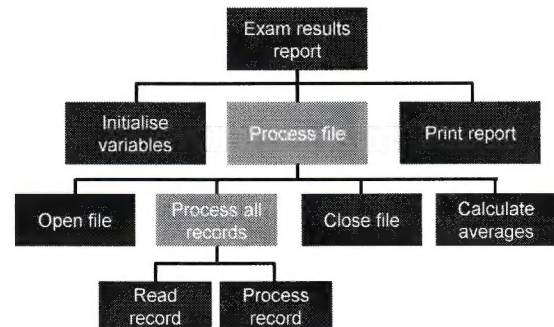 Exam results
report
Initialise
variables
Process file
Print report
Open file
Process all
records
Close file
Calculate
averages
Read
record
Process
record